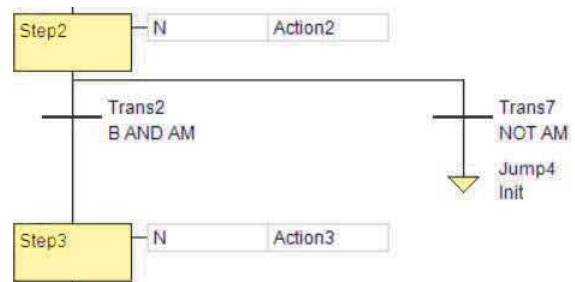 Step2
N Action2
Trans2
B AND AM
Trans7
NOT AM
Jump4
Init
Step3
N Action3